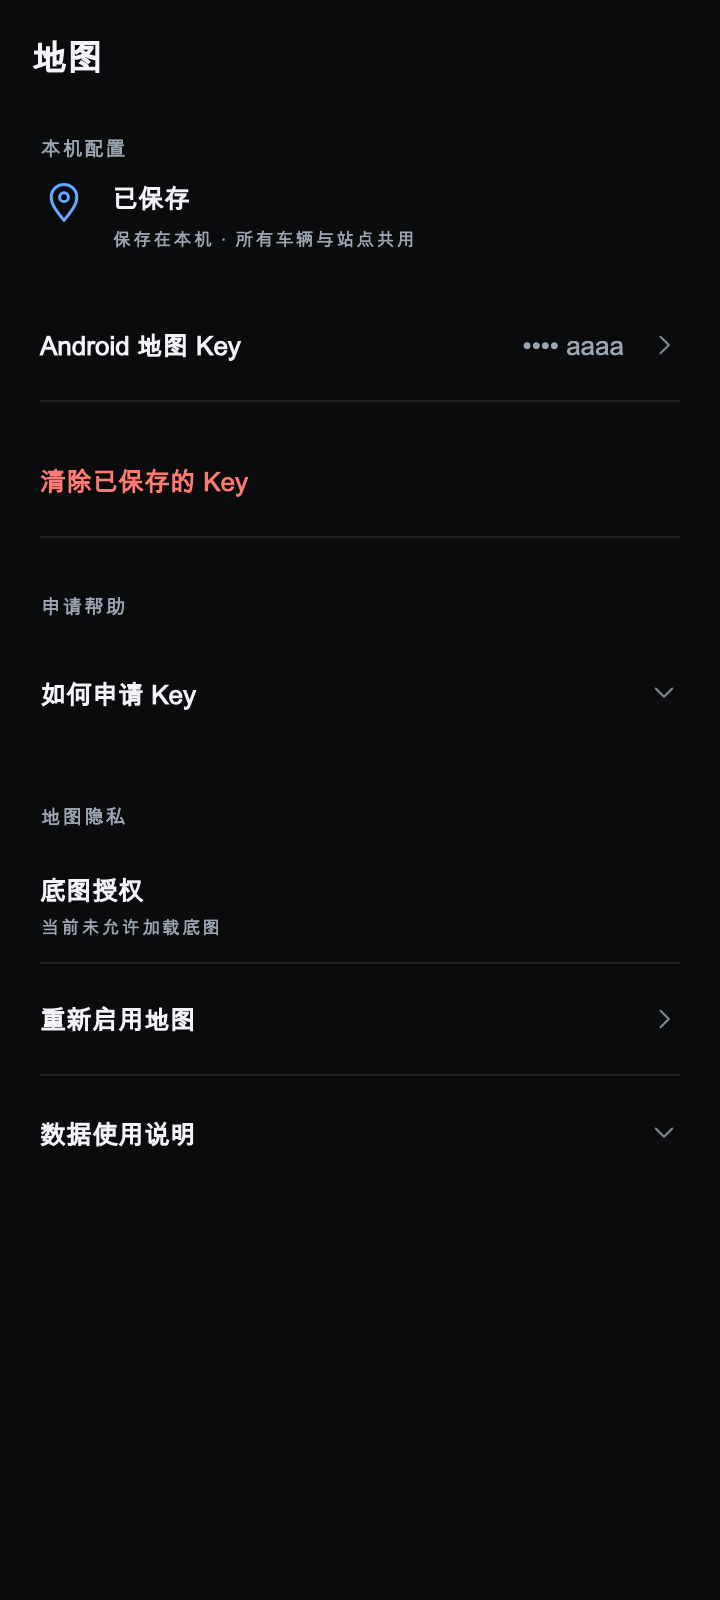 地图
本机配置
已保存
保存在本机 · 所有车辆与站点共用
Android 地图 Key •••• aaaa
清除已保存的 Key
申请帮助
如何申请 Key
地图隐私
底图授权
当前未允许加载底图
重新启用地图
数据使用说明